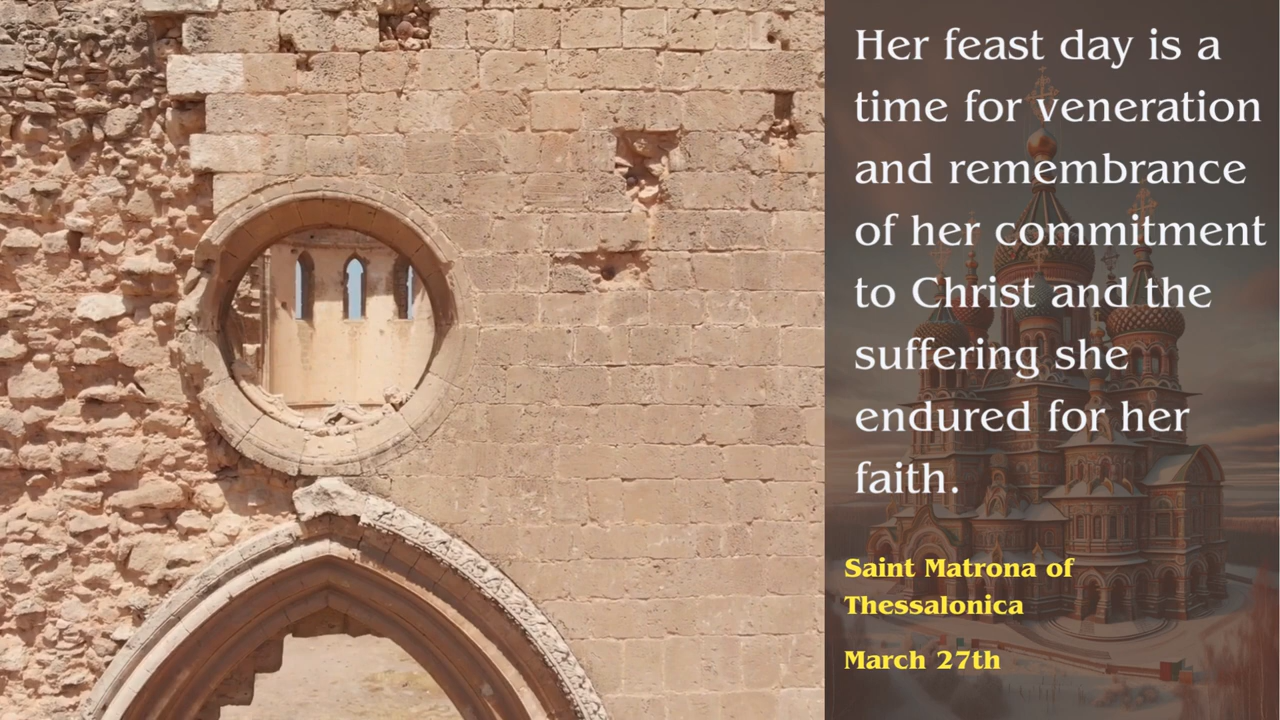 Her feast day is a
time for veneration
and remembrance
of her commitment
to Christ and the
suffering she
endured for her
faith.
Saint Matrona of
Thessalonica
March 27th